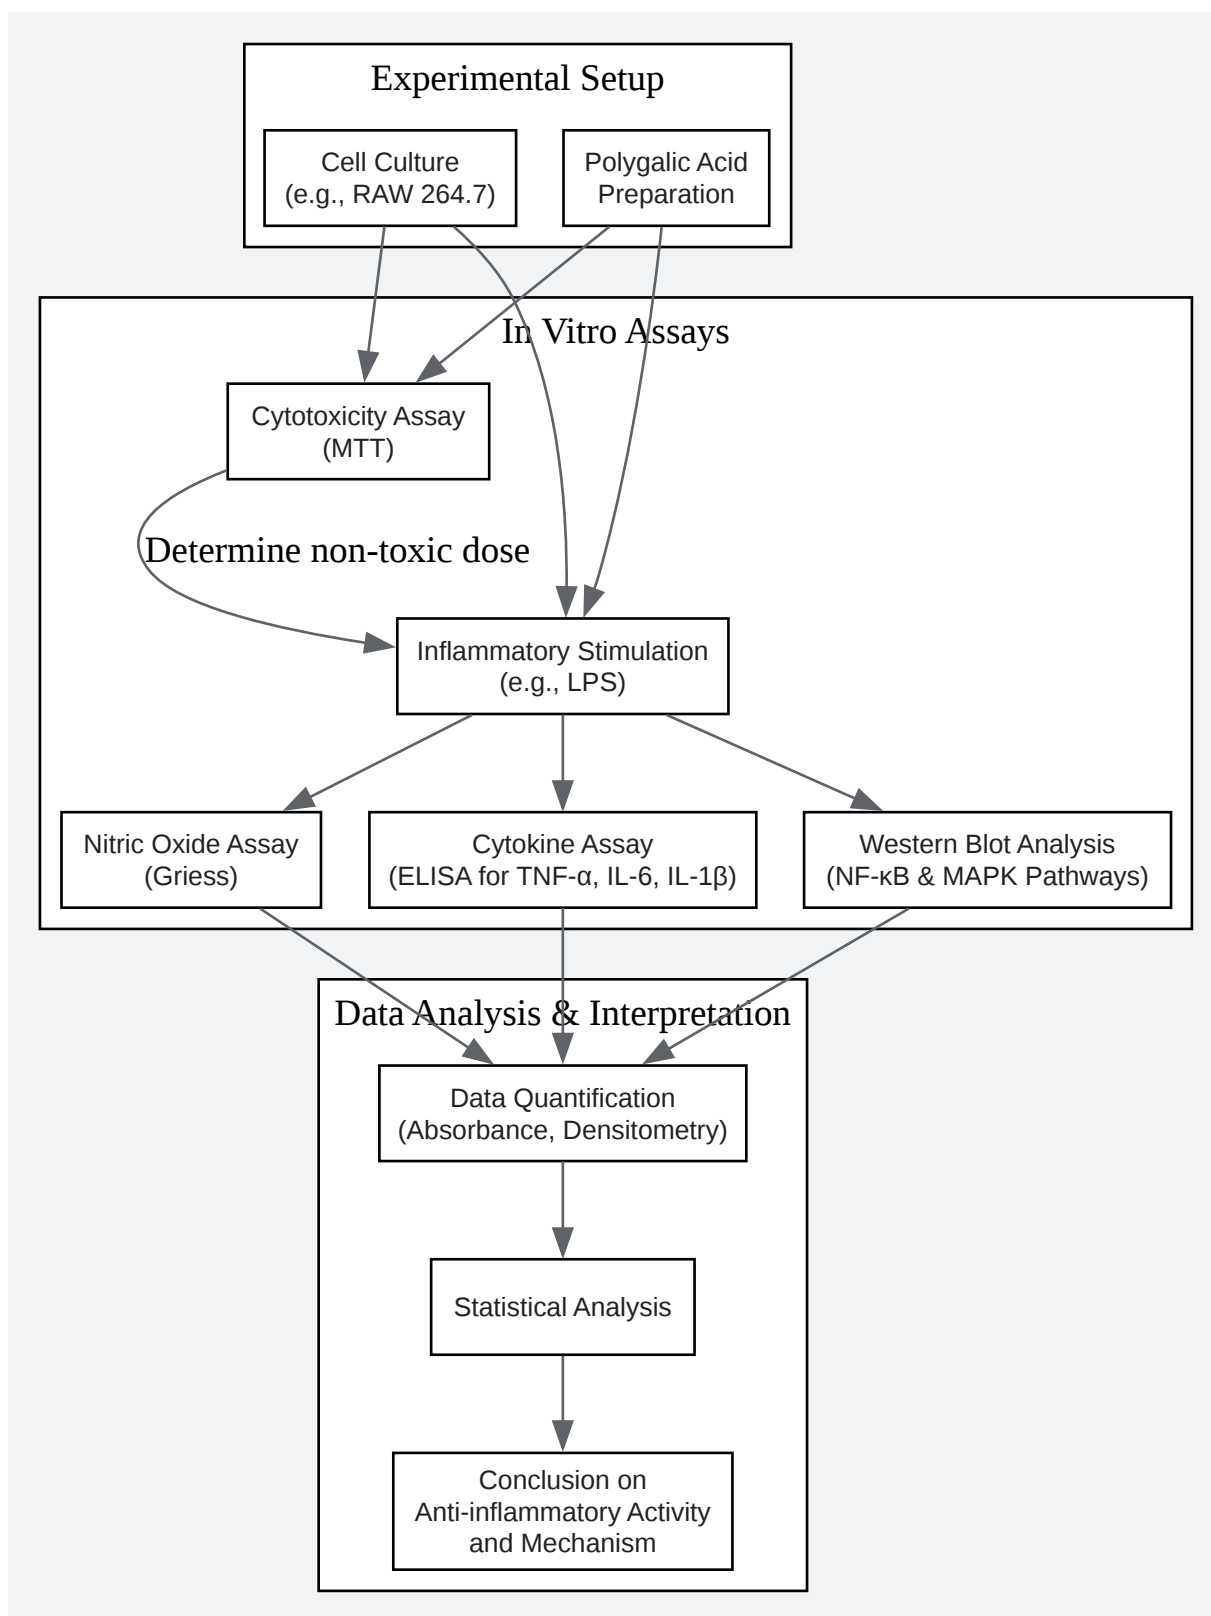 Experimental Setup
Cell Culture
(e.g., RAW 264.7)
Polygalic Acid
Preparation
In Vitro Assays
Cytotoxicity Assay
(MTT)
Determine non-toxic dose
Inflammatory Stimulation
(e.g., LPS)
Nitric Oxide Assay
(Griess)
Cytokine Assay
(ELISA for TNF-α, IL-6, IL-1β)
Western Blot Analysis
(NF-κB & MAPK Pathways)
Data Analysis & Interpretation
Data Quantification
(Absorbance, Densitometry)
Statistical Analysis
Conclusion on
Anti-inflammatory Activity
and Mechanism